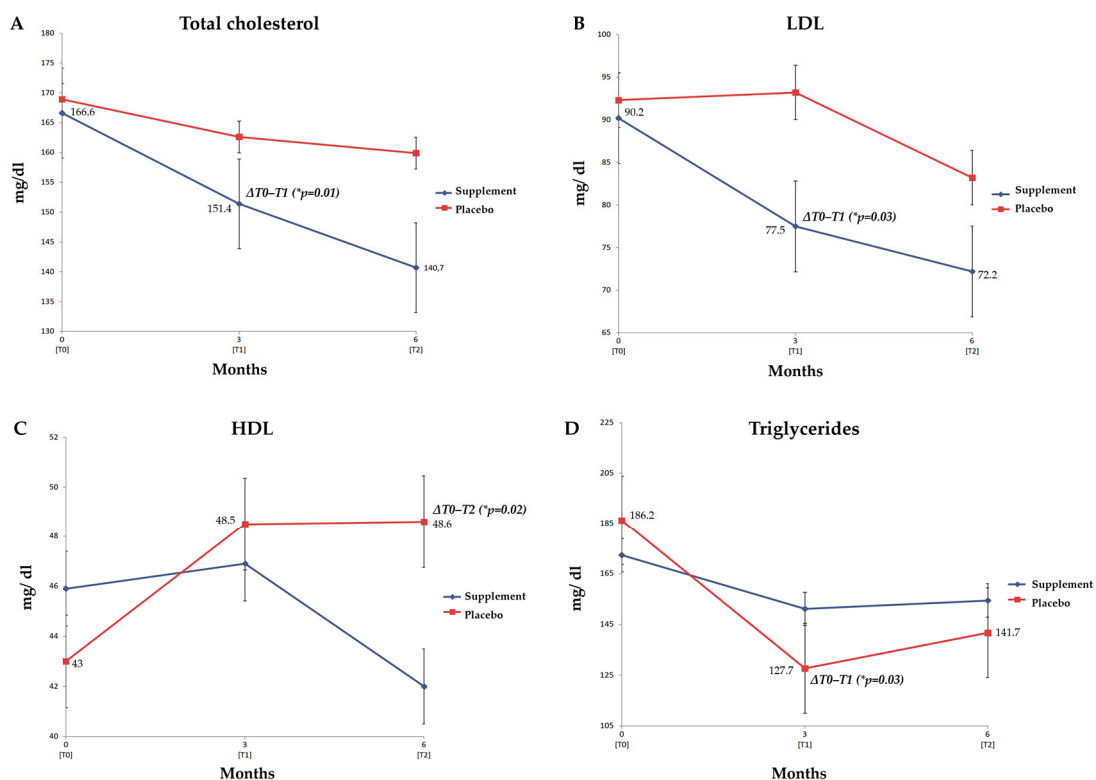 A
Total cholesterol
180
175
170
165
160
155
150
145
140
135
130
mg/dl
166.6
ΔT0–T1 (*p=0.01)
151.4
140,7
Supplement
Placebo
0 3 6
[T0] [T1] [T2]
Months
B
LDL
100
95
90
85
80
75
70
65
mg/ dl
90.2
ΔT0–T1 (*p=0.03)
77.5
72.2
Supplement
Placebo
0 3 6
[T0] [T1] [T2]
Months
C
HDL
52
50
48
46
44
42
40
mg/ dl
43
48.5
ΔT0–T2 (*p=0.02)
48.6
Supplement
Placebo
0 3 6
[T0] [T1] [T2]
Months
D
Triglycerides
225
205
185
165
145
125
105
mg/ dl
186.2
127.7
ΔT0–T1 (*p=0.03)
141.7
Supplement
Placebo
0 3 6
[T0] [T1] [T2]
Months